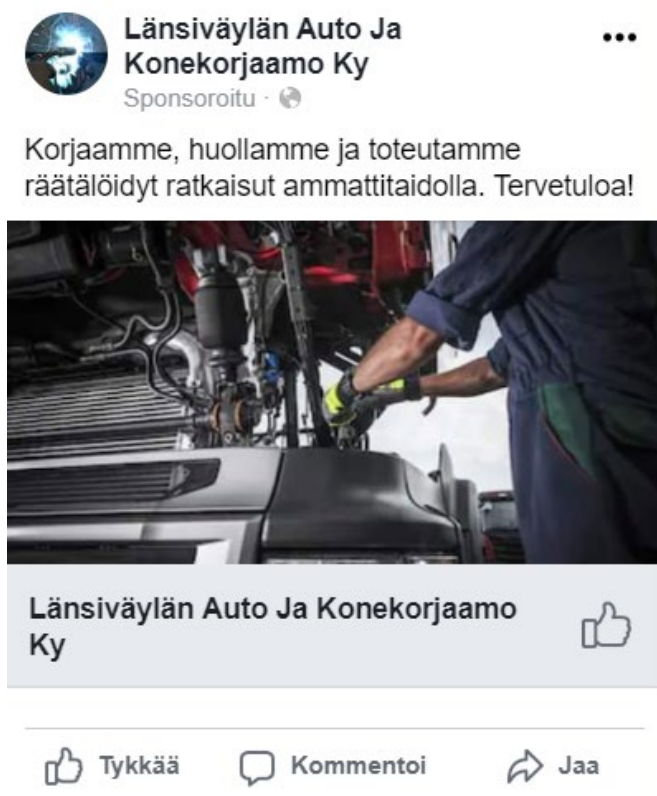 Länsiväylän Auto Ja
Konekorjaamo Ky
Sponsoroitu ·
Korjaamme, huollamme ja toteutamme
räätälöidyt ratkaisut ammattitaidolla. Tervetuloa!
Länsiväylän Auto Ja Konekorjaamo
Ky
Tykkää Kommentoi Jaa